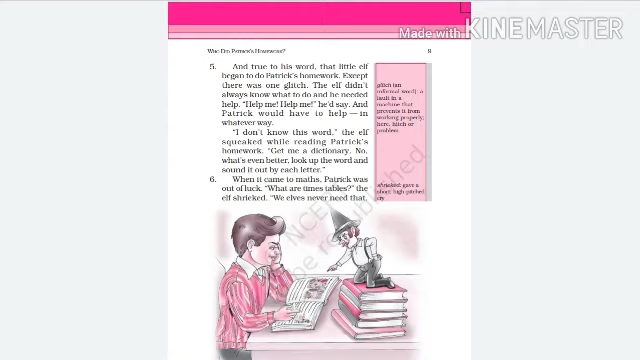 Made with KINEMASTER
WHO DID PATRICK'S HOMEWORK?
9
5. And true to his word, that little elf
began to do Patrick's homework. Except
there was one glitch. The elf didn't
always know what to do and he needed
help. "Help me! Help me!" he'd say. And
Patrick would have to help — in
whatever way.
"I don't know this word," the elf
squeaked while reading Patrick's
homework. "Get me a dictionary. No,
what's even better, look up the word and
sound it out by each letter."
6. When it came to maths, Patrick was
out of luck. "What are times tables?" the
elf shrieked. "We elves never need that.
glitch (an
informal word): a
fault in a
machine that
prevents it from
working properly;
here, hitch or
problem.
shrieked: gave a
short, high-pitched
cry
NCE
be republished